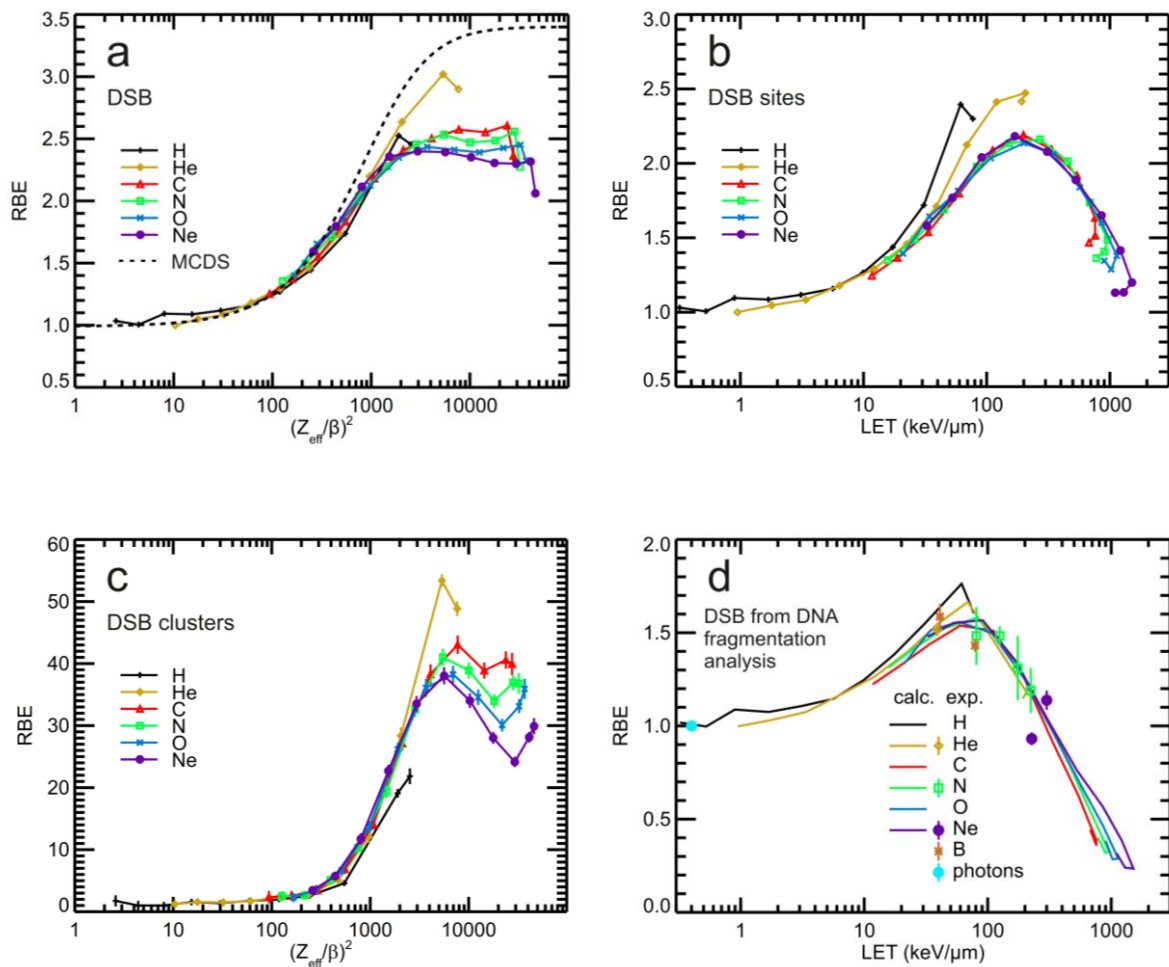 a
DSB
H
He
C
N
O
Ne
MCDS
RBE
3.5
3.0
2.5
2.0
1.5
1.0
0.5
1 10 100 1000 10000
(Z_eff/β)²
b
DSB sites
H
He
C
N
O
Ne
RBE
3.0
2.5
2.0
1.5
1.0
0.5
1 10 100 1000
LET (keV/μm)
c
DSB clusters
H
He
C
N
O
Ne
RBE
60
50
40
30
20
10
0
1 10 100 1000 10000
(Z_eff/β)²
d
DSB from DNA
fragmentation
analysis
calc. exp.
H
He
C
N
O
Ne
B
photons
RBE
2.0
1.5
1.0
0.5
0.0
1 10 100 1000
LET (keV/μm)